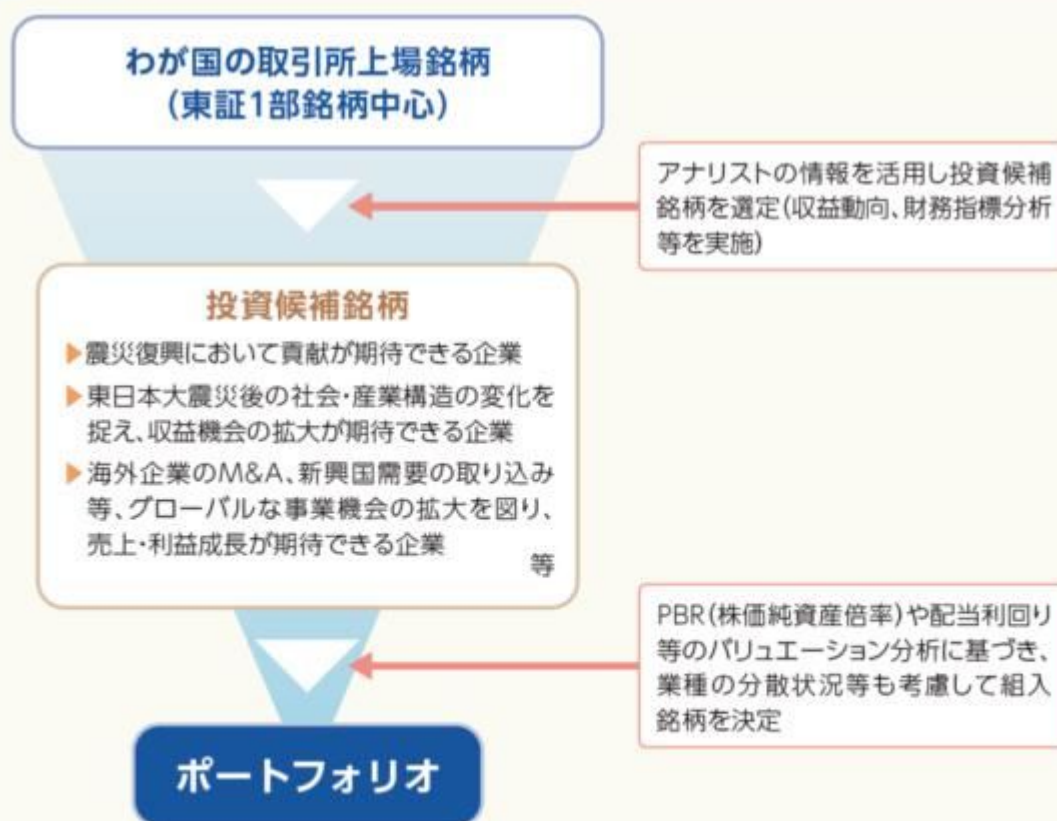 わが国の取引所上場銘柄
(東証1部銘柄中心)
アナリストの情報を活用し投資候補
銘柄を選定(収益動向、財務指標分析
等を実施)
投資候補銘柄
▶震災復興において貢献が期待できる企業
▶東日本大震災後の社会・産業構造の変化を
捉え、収益機会の拡大が期待できる企業
▶海外企業のM&A、新興国需要の取り込み
等、グローバルな事業機会の拡大を図り、
売上・利益成長が期待できる企業
等
PBR(株価純資産倍率)や配当利回り
等のバリュエーション分析に基づき、
業種の分散状況等も考慮して組入
銘柄を決定
ポートフォリオ